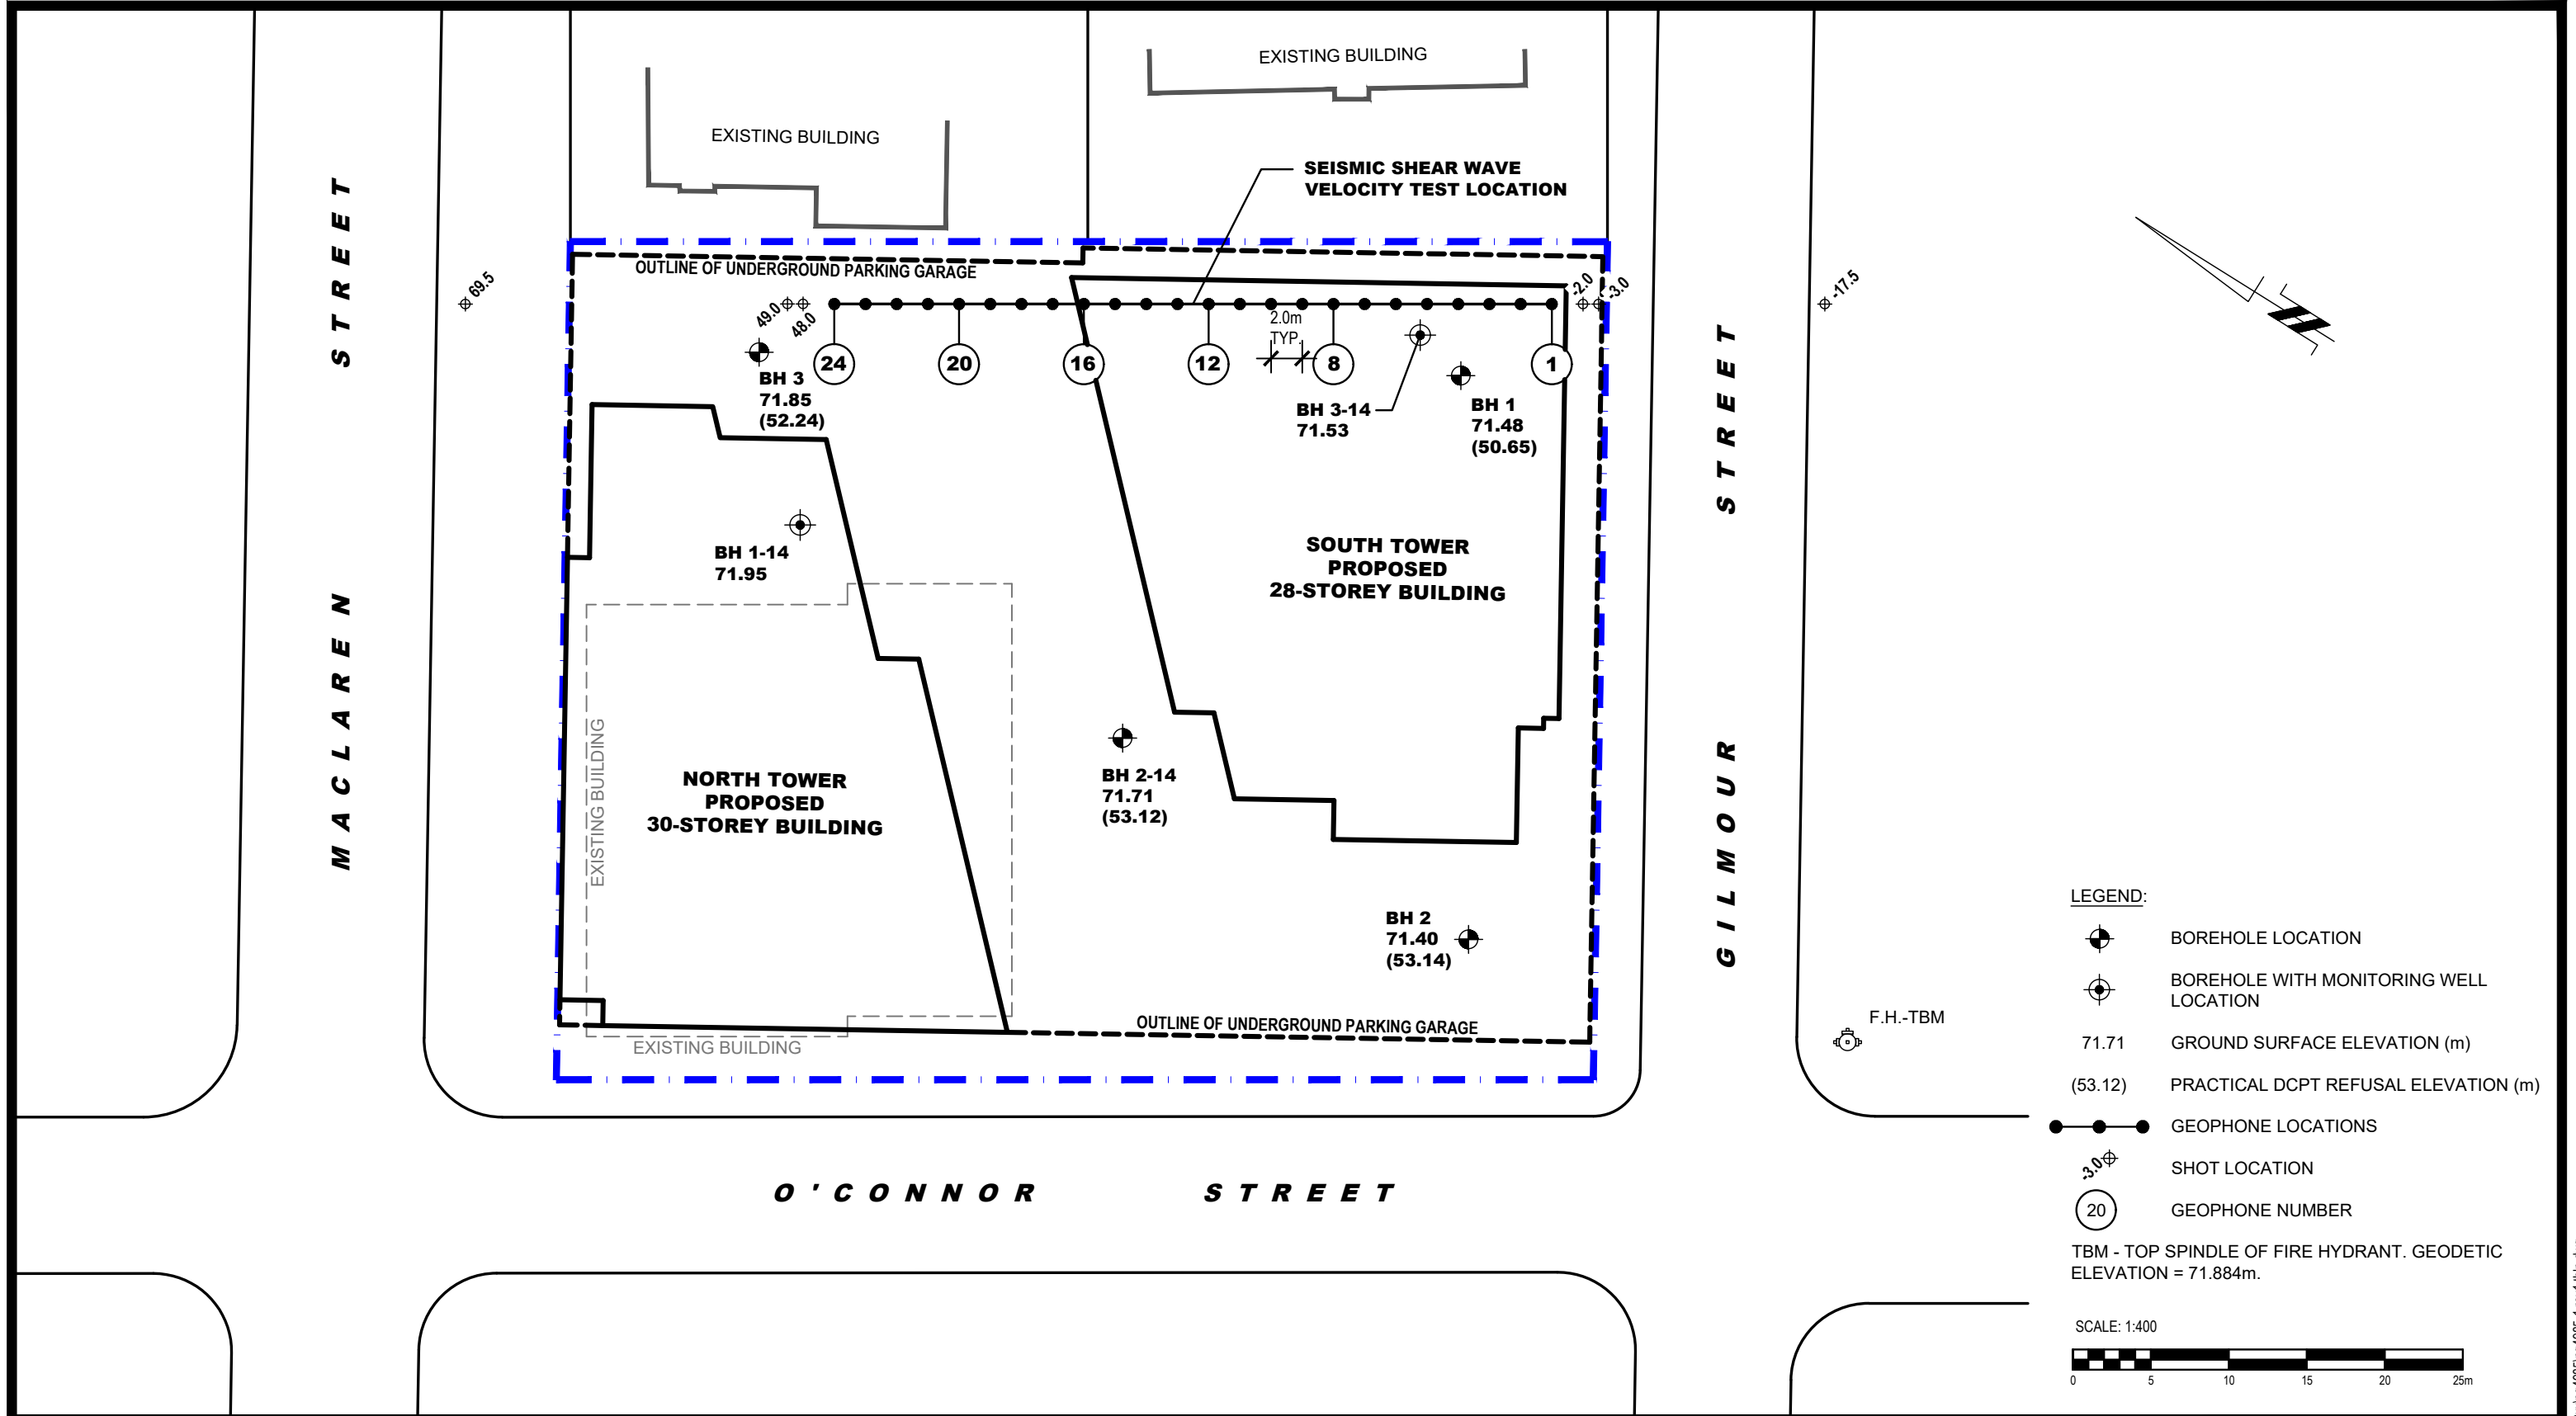 EXISTING BUILDING
EXISTING BUILDING
SEISMIC SHEAR WAVE
VELOCITY TEST LOCATION
OUTLINE OF UNDERGROUND PARKING GARAGE
69.5
49.0
48.0
-2.0
-3.0
-17.5
2.0m
TYP.
24
20
16
12
8
1
BH 3
71.85
(52.24)
BH 3-14
71.53
BH 1
71.48
(50.65)
BH 1-14
71.95
SOUTH TOWER
PROPOSED
28-STOREY BUILDING
MACLAREN STREET
GILMOUR STREET
EXISTING BUILDING
NORTH TOWER
PROPOSED
30-STOREY BUILDING
BH 2-14
71.71
(53.12)
BH 2
71.40
(53.14)
OUTLINE OF UNDERGROUND PARKING GARAGE
EXISTING BUILDING
F.H.-TBM
O'CONNOR STREET
LEGEND:
BOREHOLE LOCATION
BOREHOLE WITH MONITORING WELL
LOCATION
71.71 GROUND SURFACE ELEVATION (m)
(53.12) PRACTICAL DCPT REFUSAL ELEVATION (m)
GEOPHONE LOCATIONS
-3.0 SHOT LOCATION
20 GEOPHONE NUMBER
TBM - TOP SPINDLE OF FIRE HYDRANT. GEODETIC
ELEVATION = 71.884m.
SCALE: 1:400
0 5 10 15 20 25m